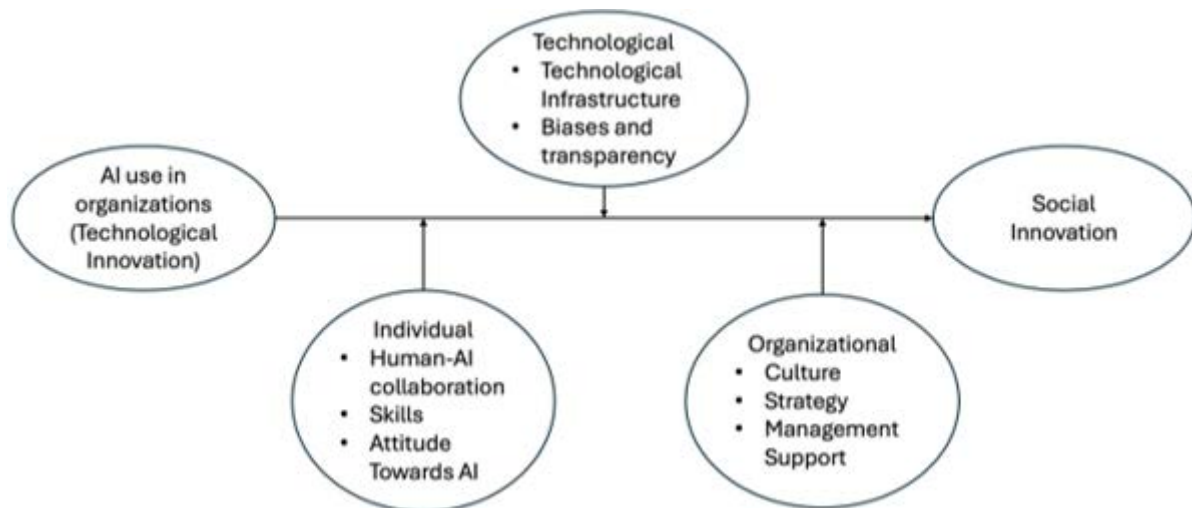 Technological
• Technological
Infrastructure
• Biases and
transparency
AI use in
organizations
(Technological
Innovation)
Social
Innovation
Individual
• Human-AI
collaboration
• Skills
• Attitude
Towards AI
Organizational
• Culture
• Strategy
• Management
Support